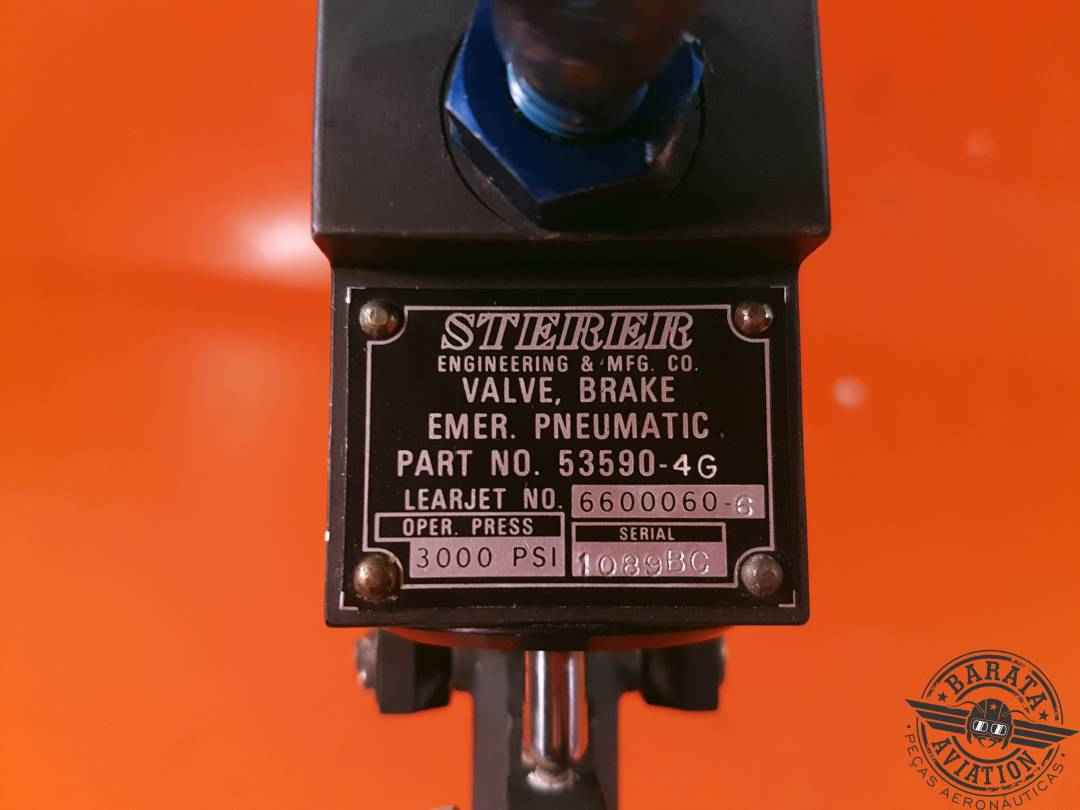 STERER
ENGINEERING & MFG. CO.
VALVE, BRAKE
EMER. PNEUMATIC
PART NO. 53590-4G
LEARJET NO. 6600060-6
OPER. PRESS
3000 PSI
SERIAL
1089BC
BARATA
AVIATION
PEÇAS AERONÁUTICAS